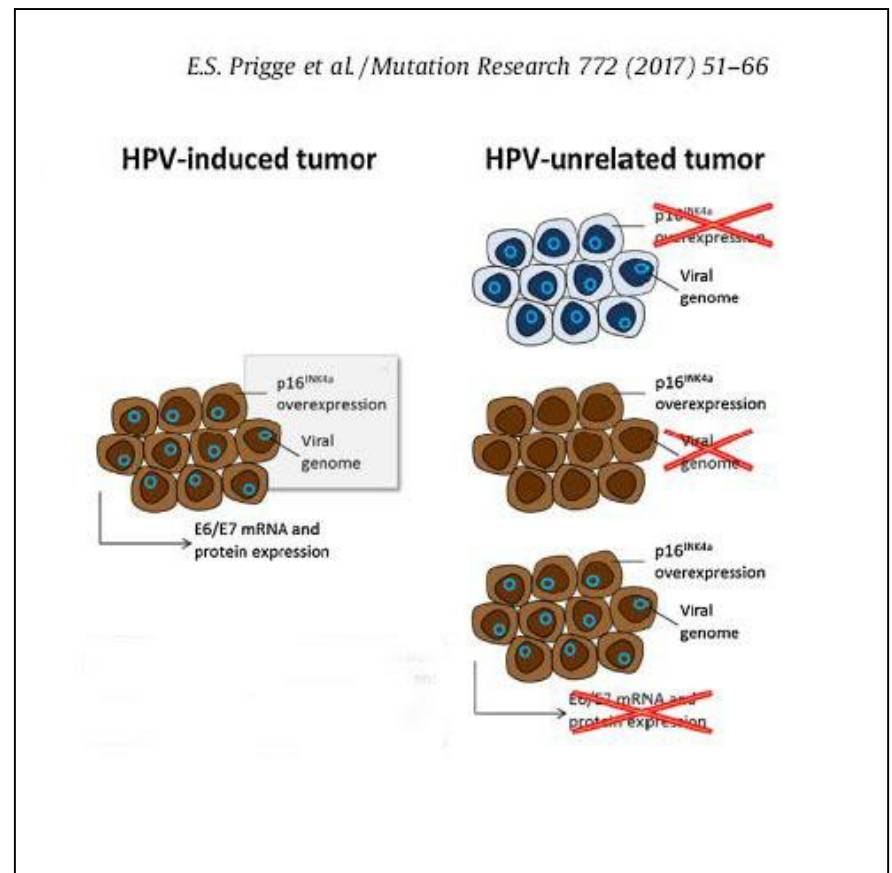 E.S. Prigge et al. / Mutation Research 772 (2017) 51–66
HPV-induced tumor
p16INK4a
overexpression
Viral
genome
E6/E7 mRNA and
protein expression
HPV-unrelated tumor
p16INK4a
overexpression
Viral
genome
p16INK4a
overexpression
Viral
genome
p16INK4a
overexpression
Viral
genome
E6/E7 mRNA and
protein expression